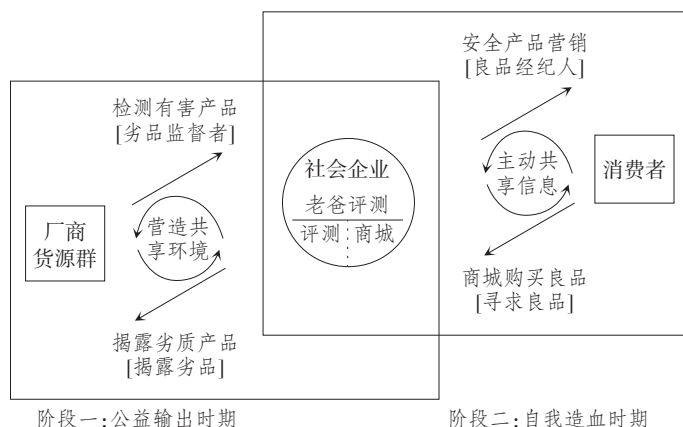 安全产品营销
[良品经纪人]
检测有害产品
[劣品监督者]
社会企业
老爸评测
评测
商城
主动共
享信息
消费者
厂商
货源群
营造共
享环境
商城购买良品
[寻求良品]
揭露劣质产品
[揭露劣品]
阶段一:公益输出时期
阶段二:自我造血时期